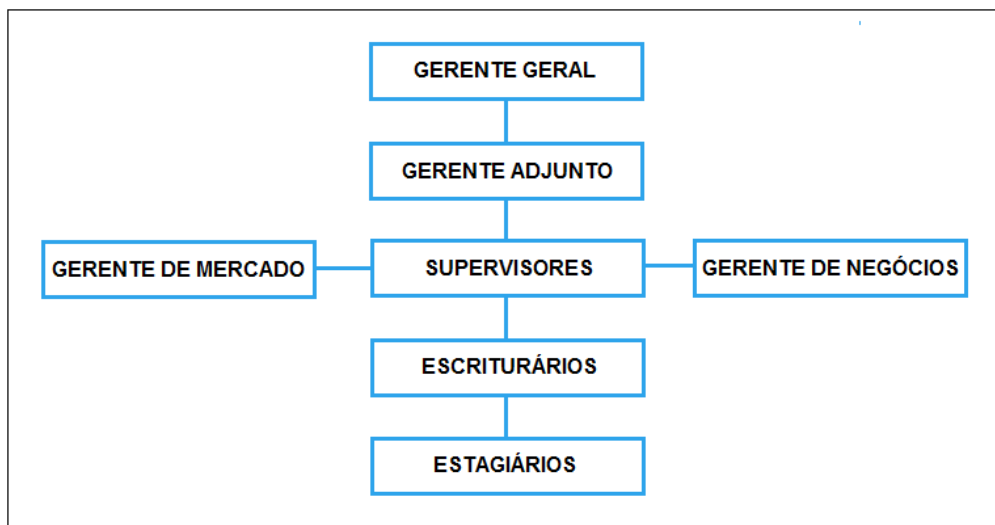 GERENTE GERAL
GERENTE ADJUNTO
GERENTE DE MERCADO
SUPERVISORES
GERENTE DE NEGÓCIOS
ESCRITURÁRIOS
ESTAGIÁRIOS